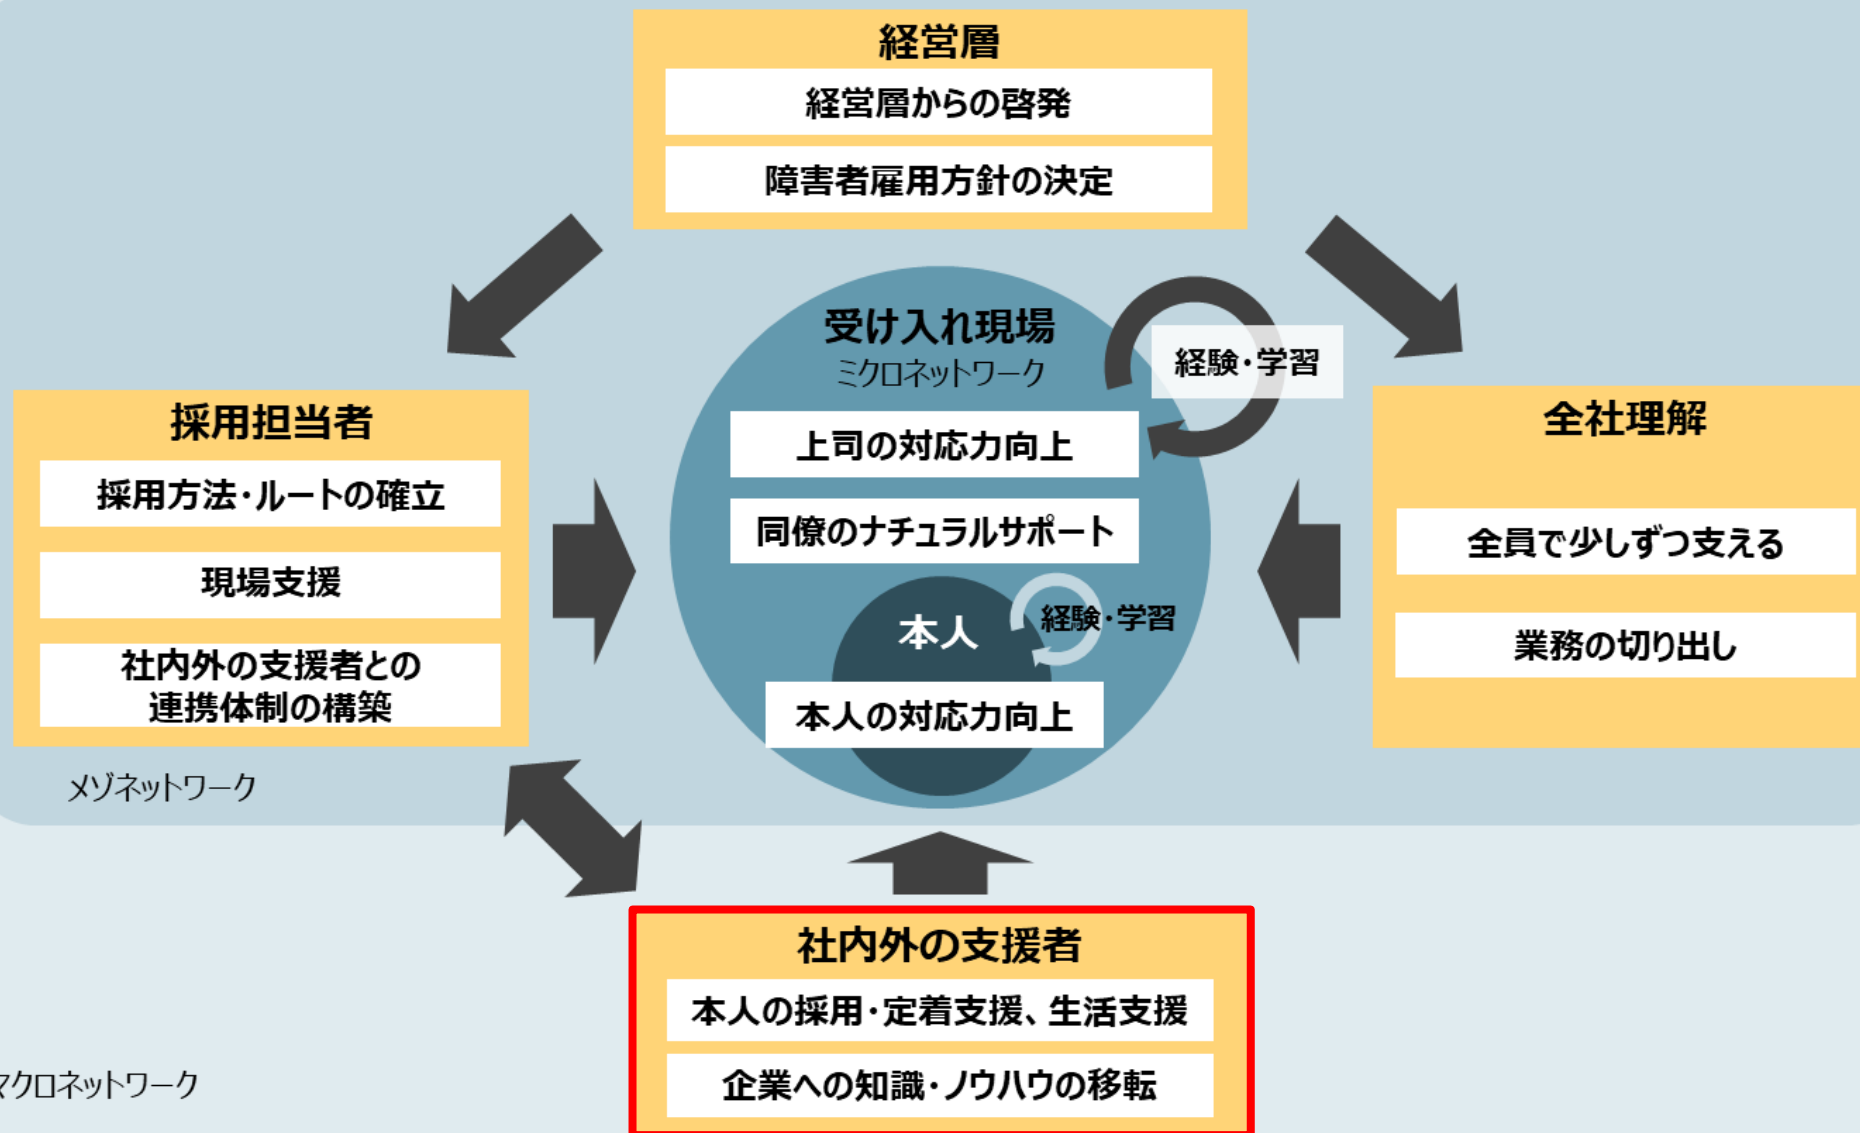 経営層
経営層からの啓発
障害者雇用方針の決定
受け入れ現場
ミクロネットワーク
経験・学習
上司の対応力向上
同僚のナチュラルサポート
本人
経験・学習
本人の対応力向上
採用担当者
採用方法・ルートの確立
現場支援
社内外の支援者との
連携体制の構築
全社理解
全員で少しずつ支える
業務の切り出し
メゾネットワーク
社内外の支援者
本人の採用・定着支援、生活支援
企業への知識・ノウハウの移転
マクロネットワーク